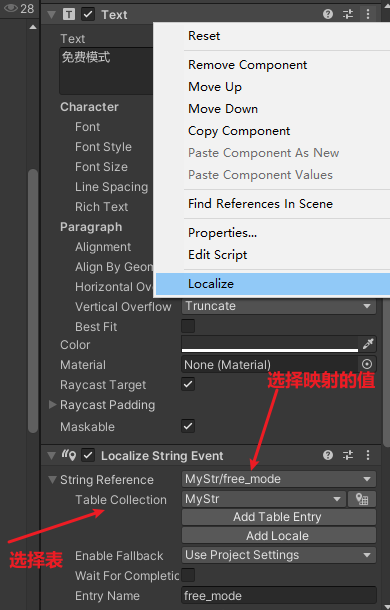 28
Text
Text
免费模式
Character
Font
Font Style
Font Size
Line Spacing
Rich Text
Paragraph
Alignment
Align By Geom
Horizontal Ov
Vertical Overflow Truncate
Best Fit
Color
Material None (Material)
Raycast Target
Raycast Padding
Maskable
Reset
Remove Component
Move Up
Move Down
Copy Component
Paste Component As New
Paste Component Values
Find References In Scene
Properties...
Edit Script
Localize
选择映射的值
Localize String Event
String Reference MyStr/free_mode
Table Collection MyStr
Add Table Entry
Add Locale
选择表
Enable Fallback Use Project Settings
Wait For Completio
Entry Name free_mode